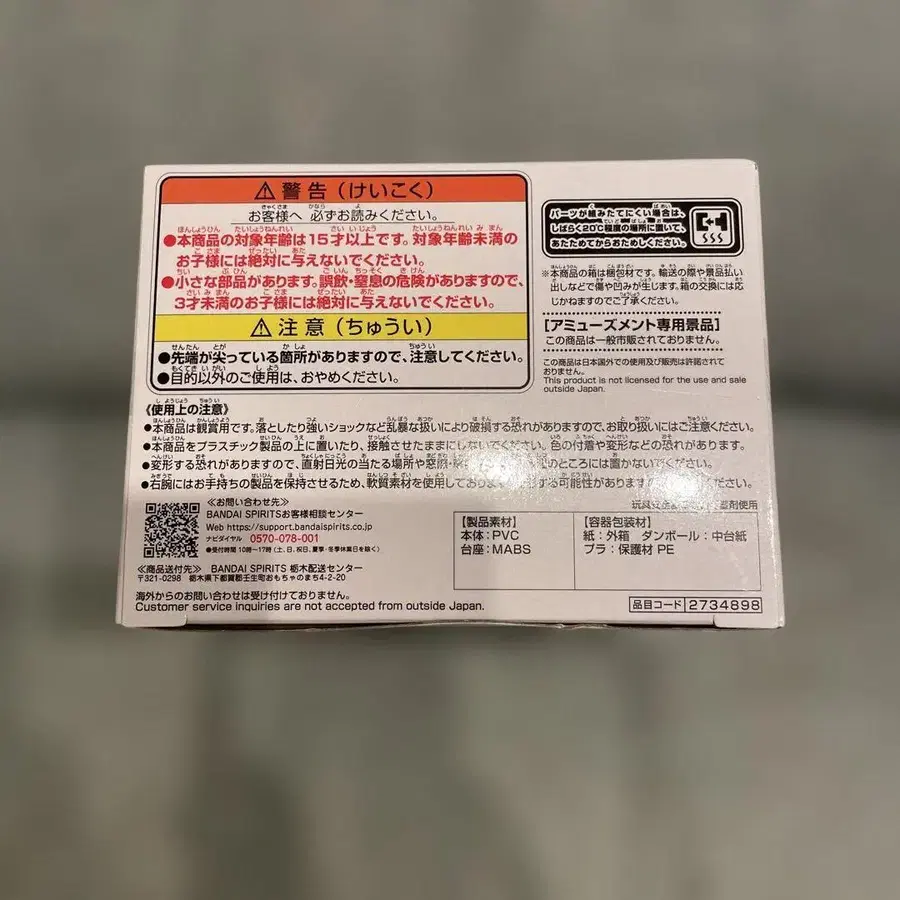 ⚠警告(けいこく)
お客様へ 必ずお読みください。
●本商品の対象年齢は15才以上です。対象年齢未満の
お子様には絶対に与えないでください。
●小さな部品があります。誤飲・窒息の危険がありますので、
3才未満のお子様には絶対に与えないでください。
⚠注意(ちゅうい)
●先端が尖っている箇所がありますので、注意してください。
●目的以外のご使用は、おやめください。
パーツが組みたてにくい場合は、
しばらく20℃程度の場所に置いて、
あたためてからおためしください。
※本商品の箱は梱包材です。輸送の際や景品払い
出しなどで傷や凹みが生じます。箱の交換には応
じかねますのでご了承ください。
【アミューズメント専用景品】
この商品は一般市販されておりません。
この商品は日本国外での使用及び販売は許諾されて
おりません。
This product is not licensed for the use and sale
outside Japan.
《使用上の注意》
●本商品は観賞用です。落としたり強いショックなど乱暴な扱いにより破損する恐れがありますので、お取り扱いにはご注意ください。
●本商品をプラスチック製品の上に置いたり、接触させたままにしないでください。色の付着や変形などの恐れがあります。
●変形する恐れがありますので、直射日光の当たる場所や窓際・のところには置かないでください。
●右腕にはお手持ちの製品を保持させるため、軟質素材を使用しております する可能性があります
使用
《お問い合わせ先》
BANDAI SPIRITSお客様相談センター
Web https://support.bandaispirits.co.jp
ナビダイヤル 0570-078-001
●受付時間 10時〜17時(土、日、祝日、夏季・冬季休業日を除く)
《商品送付先》 BANDAI SPIRITS 栃木配送センター
〒321-0298 栃木県下都賀郡壬生町おもちゃのまち4-2-20
海外からのお問い合わせは受け付けておりません。
Customer service inquiries are not accepted from outside Japan.
【製品素材】
本体:PVC
台座:MABS
【容器包装材】
紙:外箱 ダンボール:中台紙
プラ:保護材 PE
品目コード 2734898